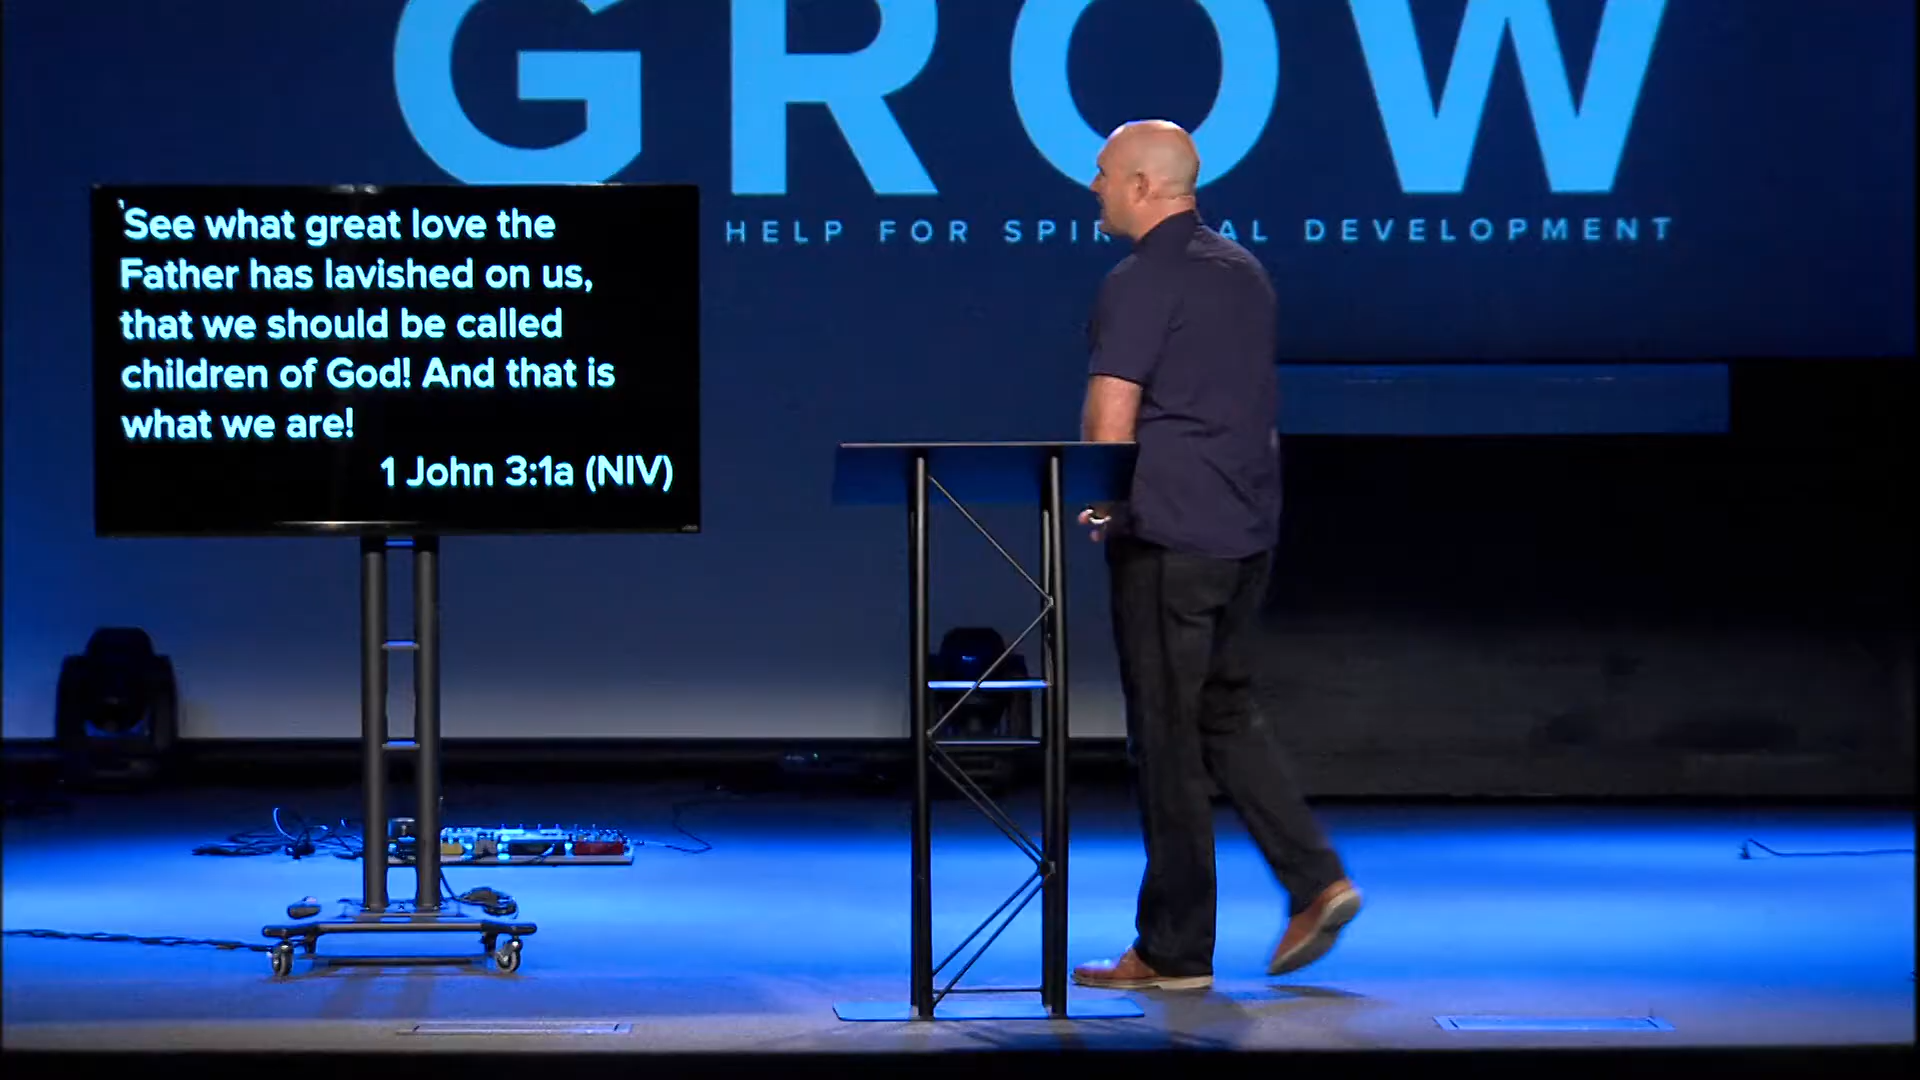 GROW
HELP FOR SPIR AL DEVELOPMENT
'See what great love the
Father has lavished on us,
that we should be called
children of God! And that is
what we are!
1 John 3:1a (NIV)